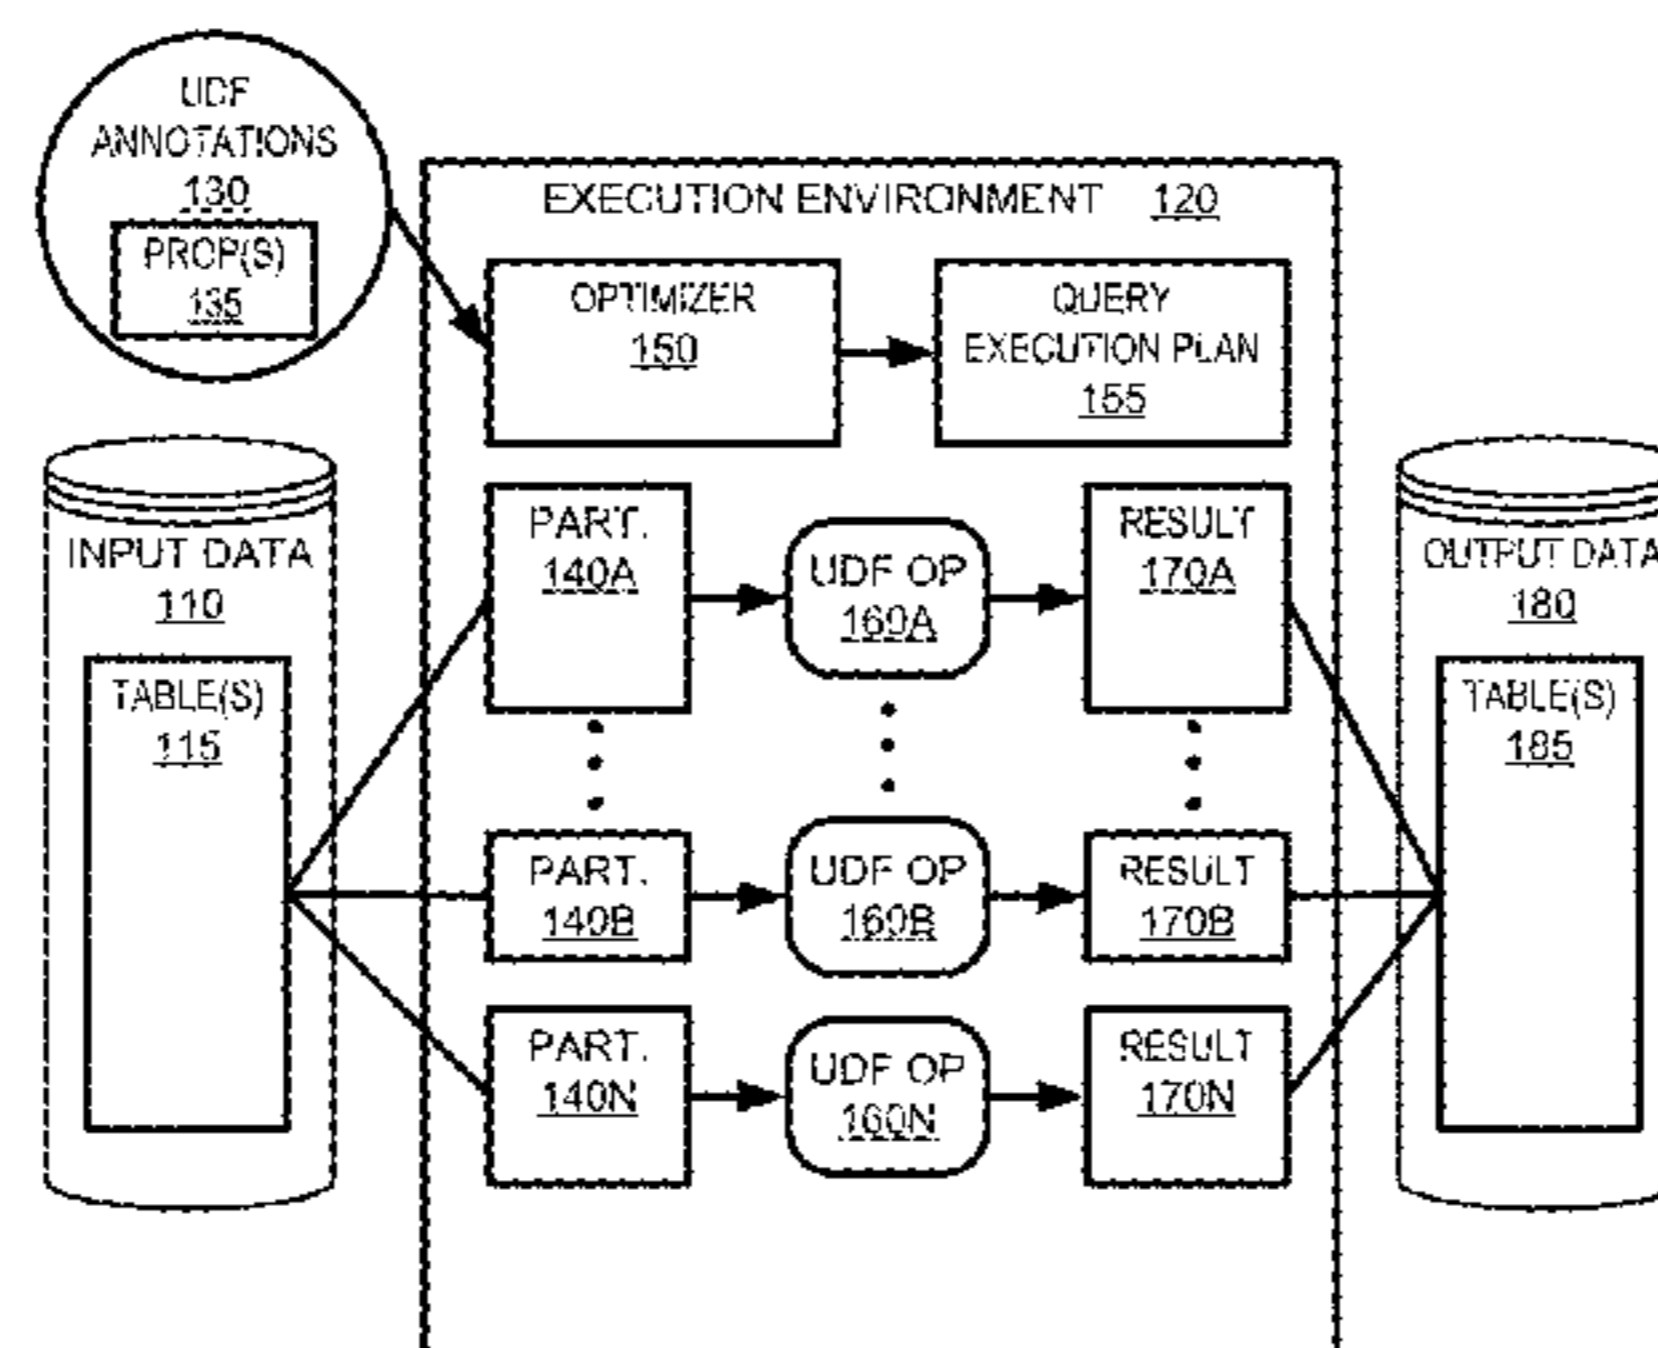 UDF
ANNOTATIONS
130
PROP(S)
135
EXECUTION ENVIRONMENT 120
OPTIMIZER
150
QUERY
EXECUTION PLAN
155
INPUT DATA
110
TABLE(S)
115
PART.
140A
UDF OP
160A
RESULT
170A
PART.
140B
UDF OP
160B
RESULT
170B
PART.
140N
UDF OP
160N
RESULT
170N
OUTPUT DATA
180
TABLE(S)
185